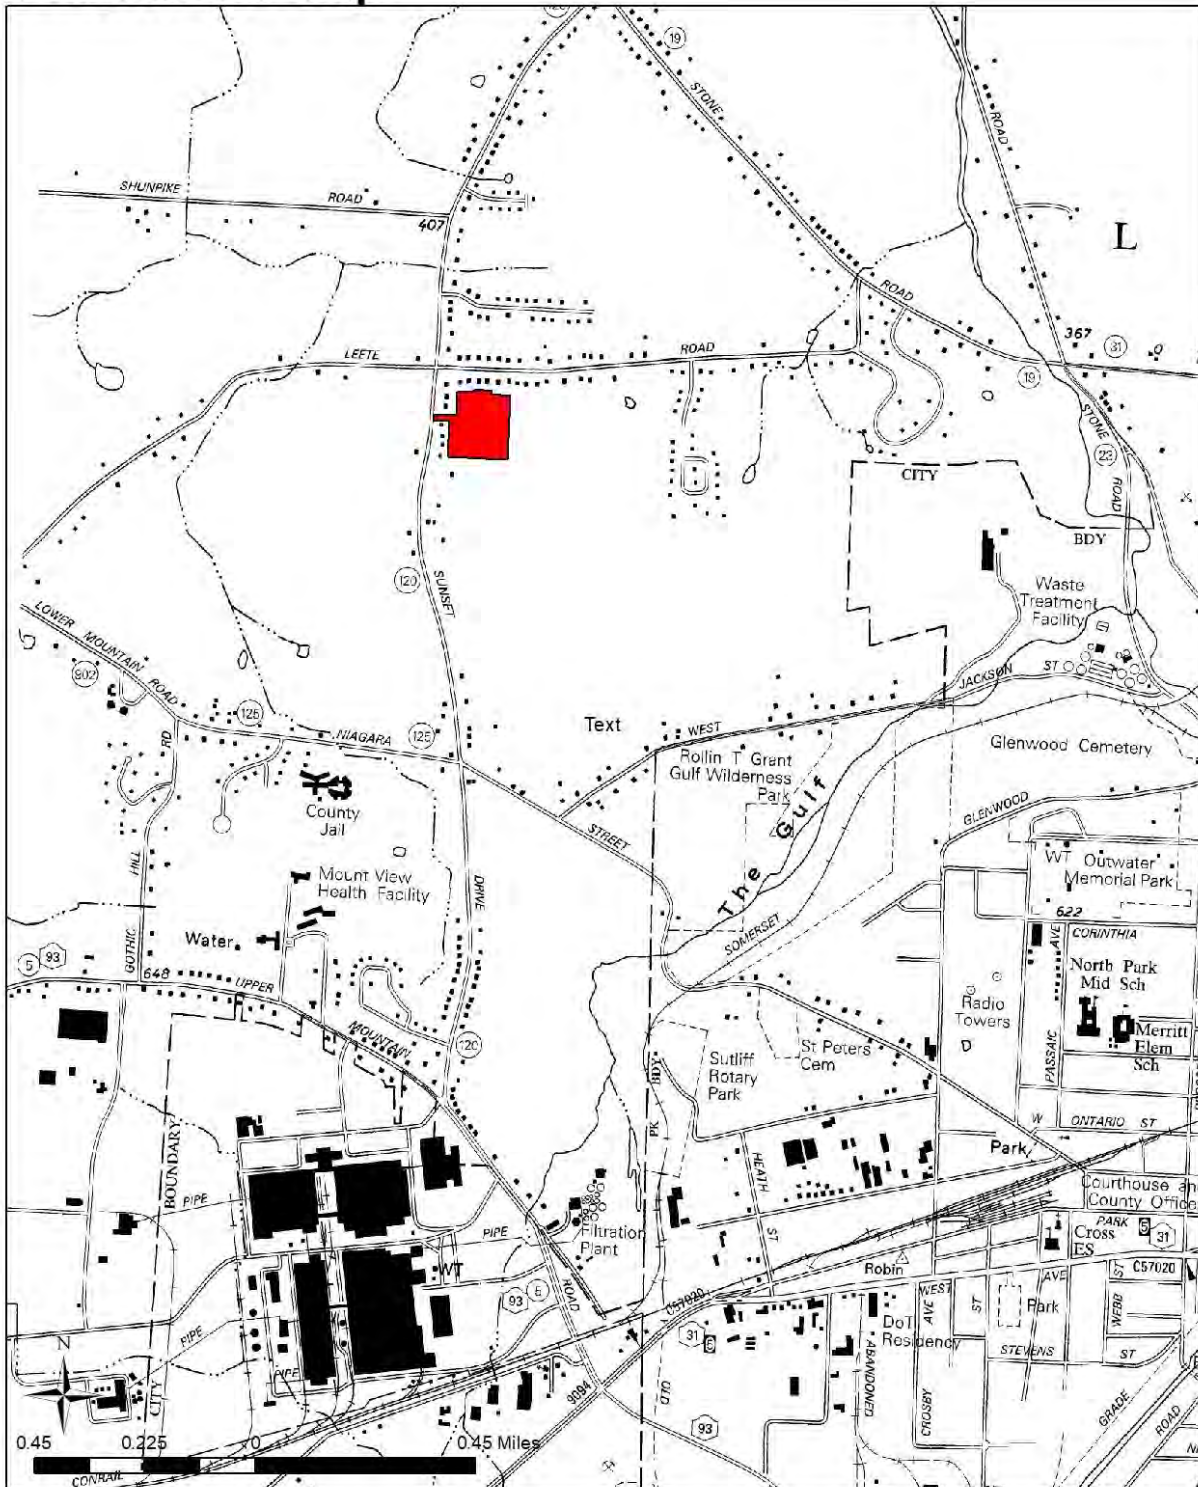 19
STONE
ROAD
SHUNPIKE
ROAD
407
L
ROAD
367
31
LEETE
ROAD
19
STONE
23
ROAD
CITY
BDY
120
SUNSET
Waste
Treatment
Facility
LOWER MOUNTAIN
ROAD
902
JACKSON ST
126
NIAGARA
125
Text
WEST
Glenwood Cemetery
RD
Rollin T Grant
Gulf Wilderness
Park
The Gulf
County
Jail
STREET
GLENWOOD
HILL
Mount View
Health Facility
DRIVE
WT Outwater
Memorial Park
622
Water
SOMERSET
AVE
CORINTHIA
5
93
GOTHIC
648
UPPER
MOUNTAIN
North Park
Mid Sch
Radio
Towers
120
St Peters
Cem
Merritt
Elem
Sch
PASSAIC
BDY
Sutliff
Rotary
Park
BOUNDARY
PK
W
ONTARIO ST
HEATH
Park
Courthouse and
County Offices
PIPE
PIPE
PIPE
Filtration
Plant
ST
PARK
5
31
Cross
ES
WT
Robin
AVE
ST
C57020
93
5
ROAD
C57020
WEST
AVE
ST
Park
WEBB
PIPE
31
5
DoT
Residency
STEVENS
ST
PIPE
N
9094
OLD
ABANDONED
CROSBY
GRADE
ROAD
CITY
93
0.45
0.225
0
0.45 Miles
CONRAIL